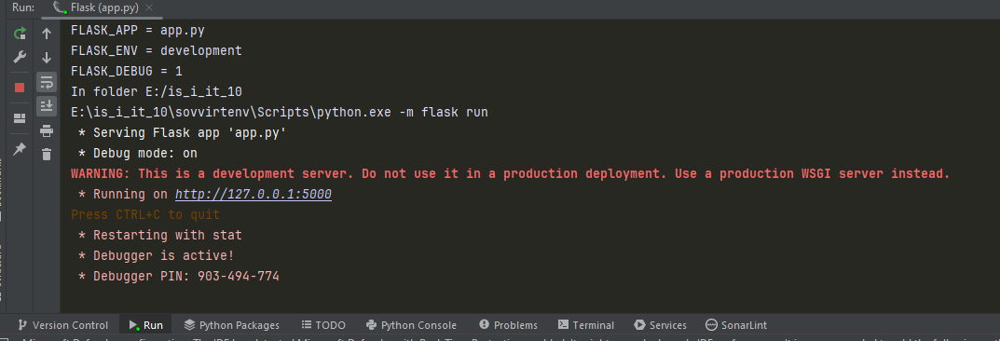 Run: Flask (app.py)
FLASK_APP = app.py
FLASK_ENV = development
FLASK_DEBUG = 1
In folder E:/is_i_it_10
E:\is_i_it_10\sovvirtenv\Scripts\python.exe -m flask run
* Serving Flask app 'app.py'
* Debug mode: on
WARNING: This is a development server. Do not use it in a production deployment. Use a production WSGI server instead.
* Running on http://127.0.0.1:5000
Press CTRL+C to quit
* Restarting with stat
* Debugger is active!
* Debugger PIN: 903-494-774
Version Control Run Python Packages TODO Python Console Problems Terminal Services SonarLint